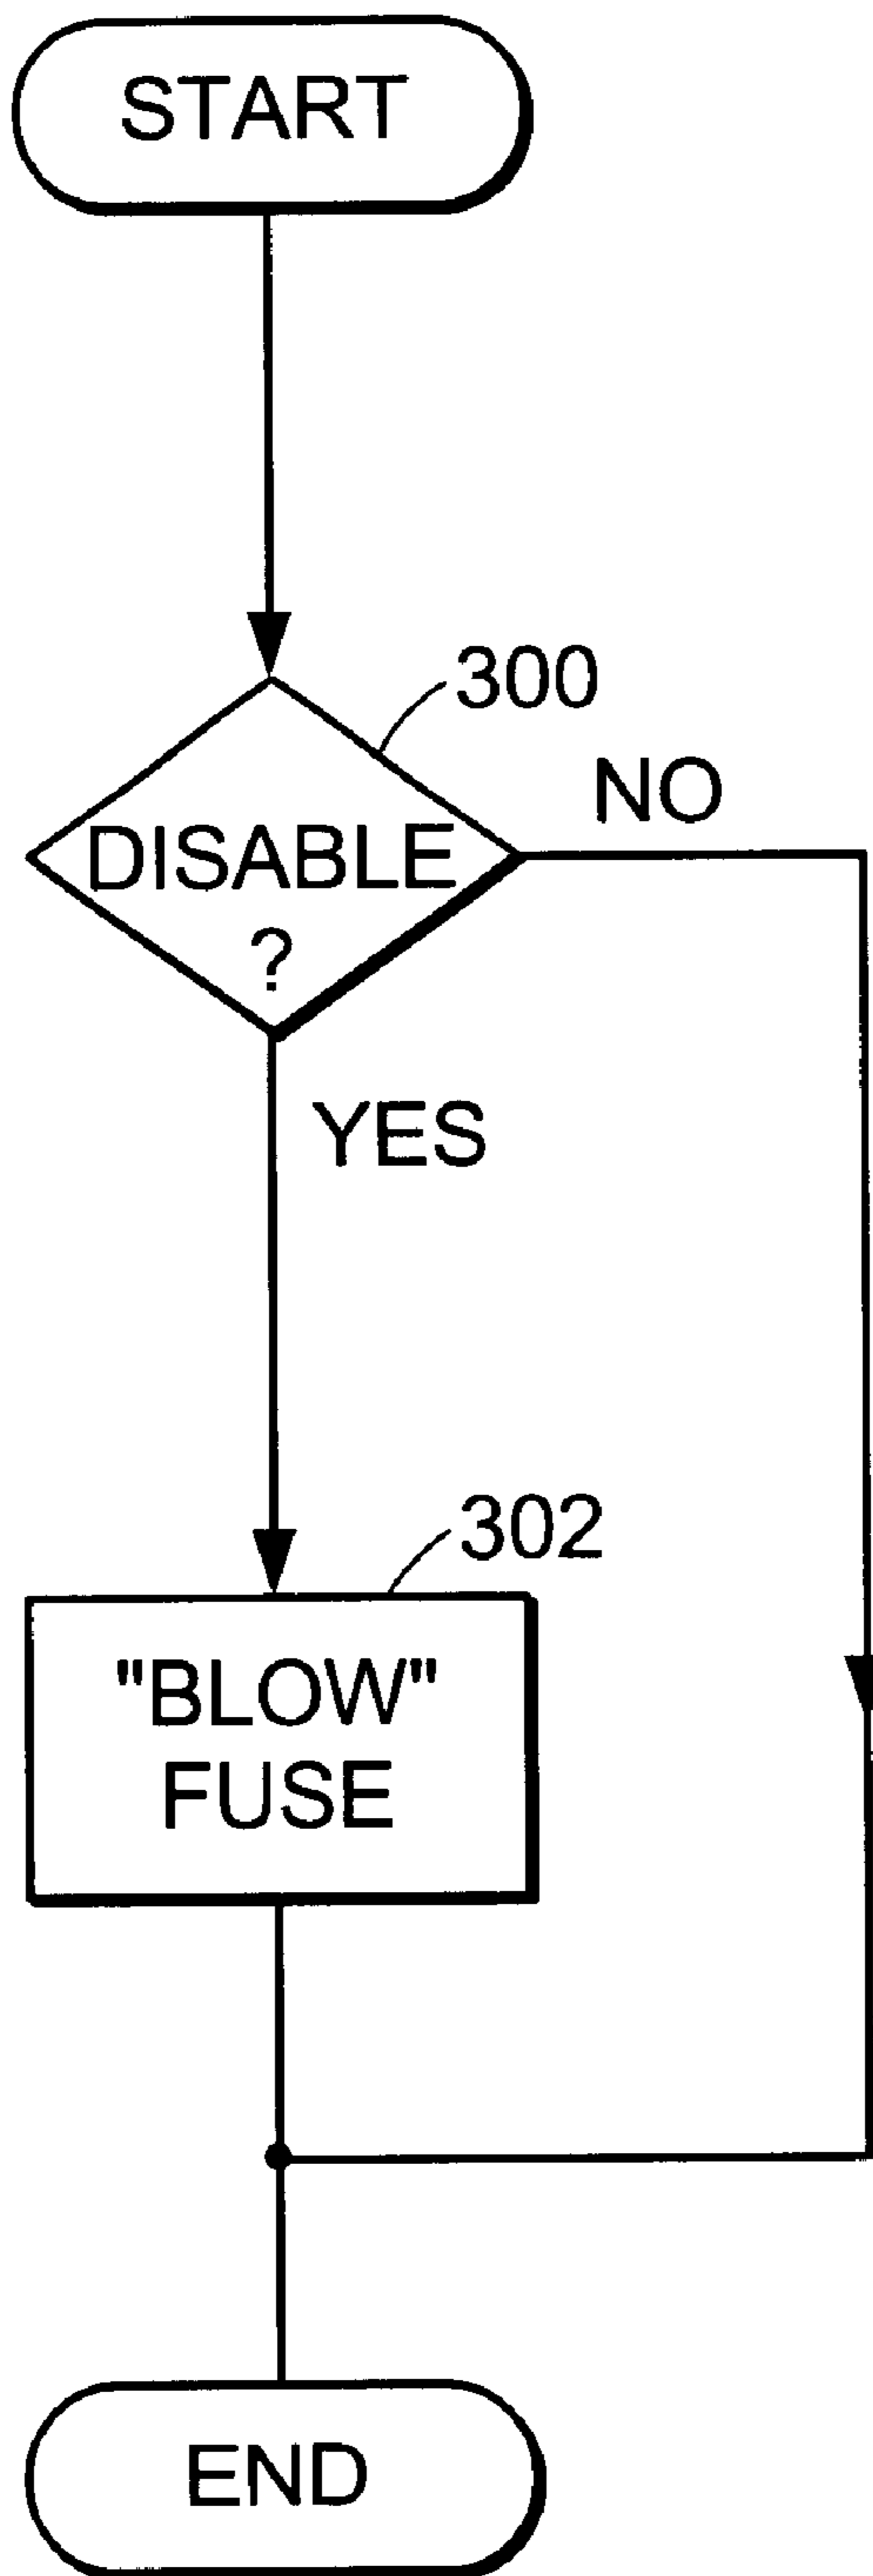 START
300
NO
DISABLE
?
YES
302
"BLOW"
FUSE
END